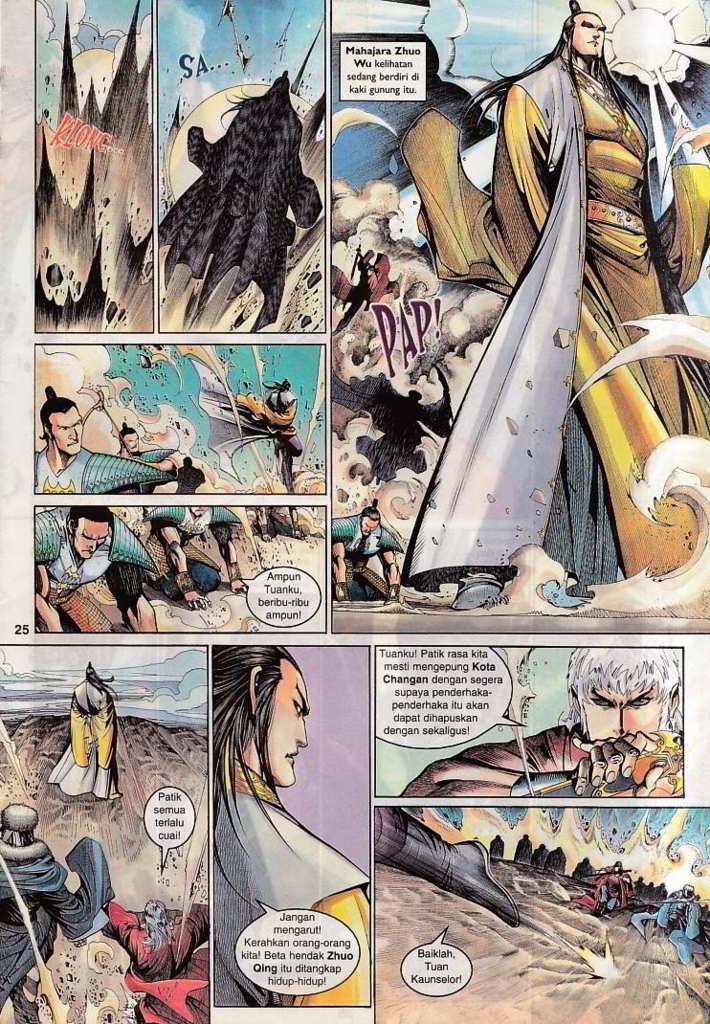 KLONG...
SA...
Mahajara Zhuo
Wu kelihatan
sedang berdiri di
kaki gunung itu.
PAP!
Ampun
Tuanku,
beribu-ribu
ampun!
25
Patik
semua
terlalu
cuai!
Jangan
mengarut!
Kerahkan orang-orang
kita! Beta hendak Zhuo
Qing itu ditangkap
hidup-hidup!
Tuanku! Patik rasa kita
mesti mengepung Kota
Changan dengan segera
supaya penderhaka-
penderhaka itu akan
dapat dihapuskan
dengan sekaligus!
Baiklah,
Tuan
Kaunselor!